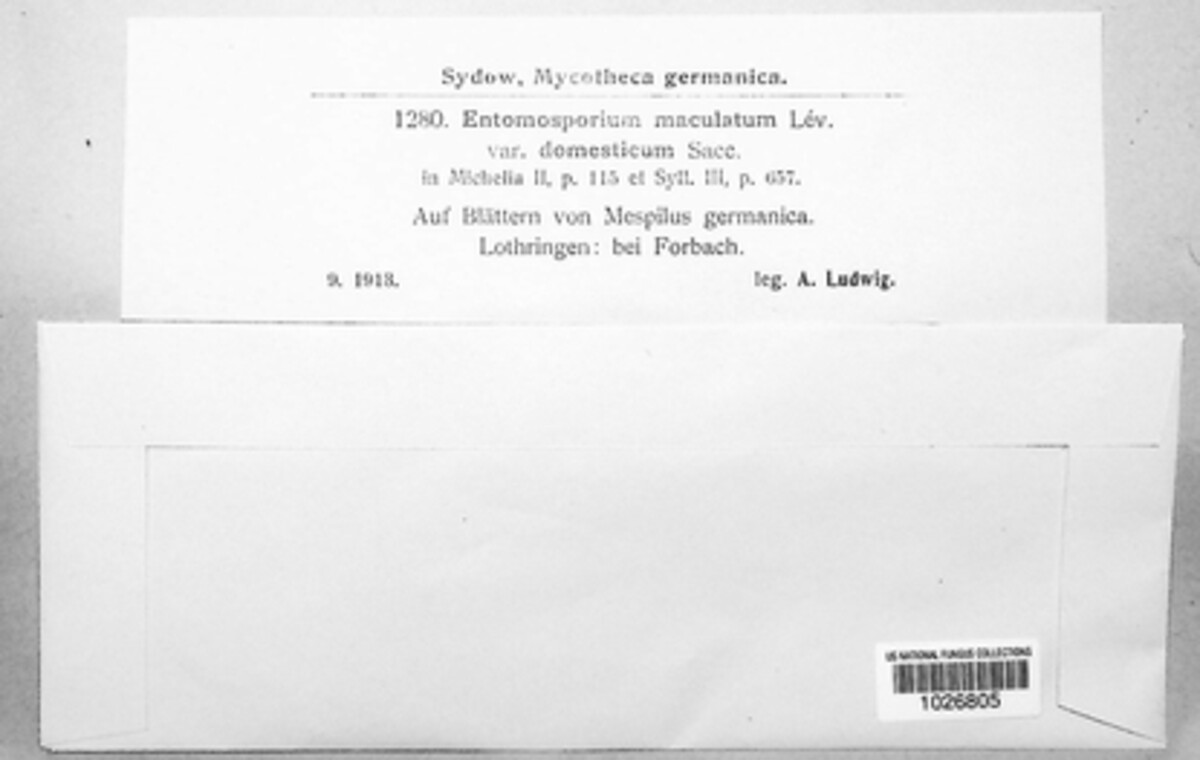 Sydow, Mycotheca germanica.
1280. Entomosporium maculatum Lév.
var. domesticum Sacc.
in Michelia II, p. 115 et Syll. III, p. 657.
Auf Blättern von Mespilus germanica.
Lothringen: bei Forbach.
9. 1913. leg. A. Ludwig.
US NATIONAL FUNGUS COLLECTIONS
1026805